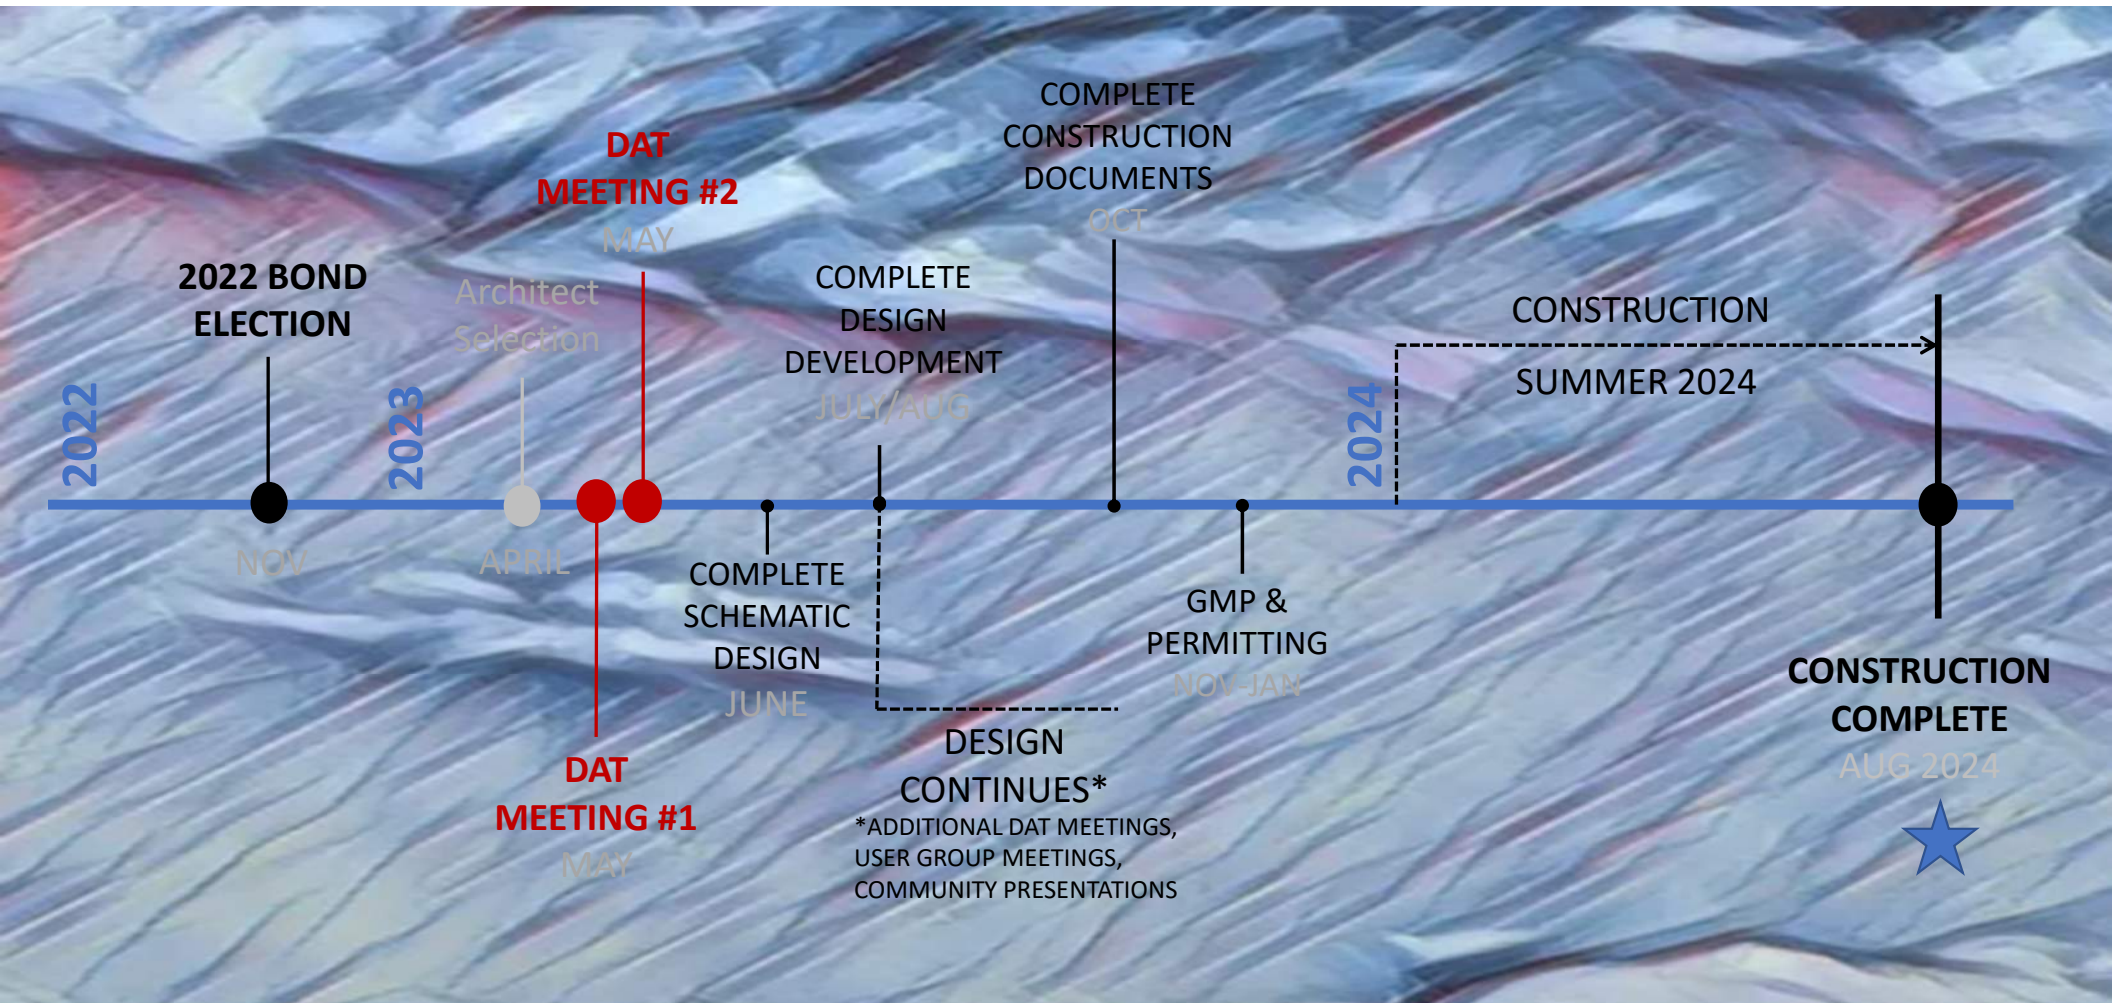 2022
2022 BOND
ELECTION
NOV
2023
Architect
Selection
APRIL
DAT
MEETING #1
MAY
DAT
MEETING #2
MAY
COMPLETE
SCHEMATIC
DESIGN
JUNE
COMPLETE
DESIGN
DEVELOPMENT
JULY/AUG
DESIGN
CONTINUES*
*ADDITIONAL DAT MEETINGS,
USER GROUP MEETINGS,
COMMUNITY PRESENTATIONS
COMPLETE
CONSTRUCTION
DOCUMENTS
OCT
GMP &
PERMITTING
NOV-JAN
2024
CONSTRUCTION
SUMMER 2024
CONSTRUCTION
COMPLETE
AUG 2024